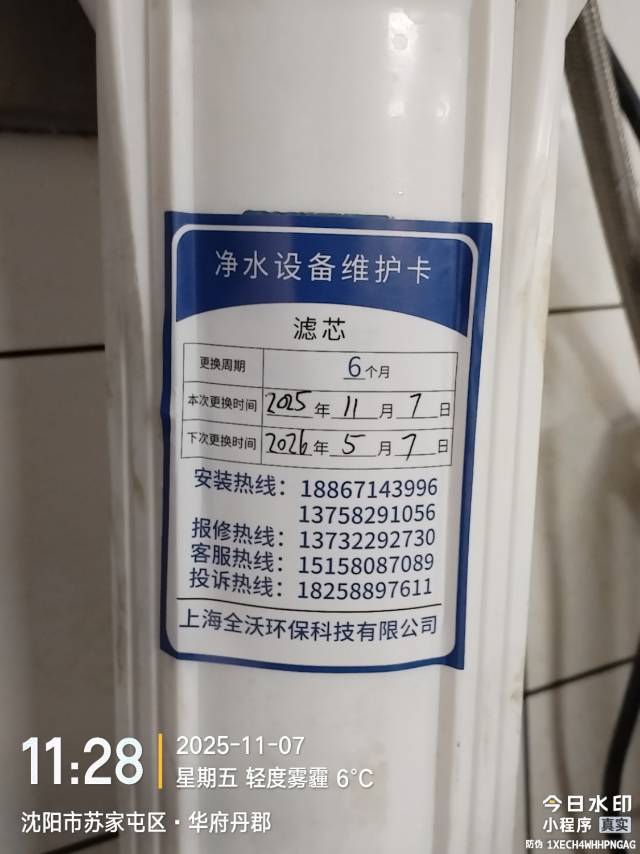 净水设备维护卡
滤芯
更换周期 6个月
本次更换时间 2025年11月7日
下次更换时间 2026年5月7日
安装热线：18867143996
13758291056
报修热线：13732292730
客服热线：15158087089
投诉热线：18258897611
上海全沃环保科技有限公司
11:28
2025-11-07
星期五 轻度雾霾 6°C
沈阳市苏家屯区·华府丹郡
今日水印
小程序 真实
防伪 1XECH4WHHPNGAG